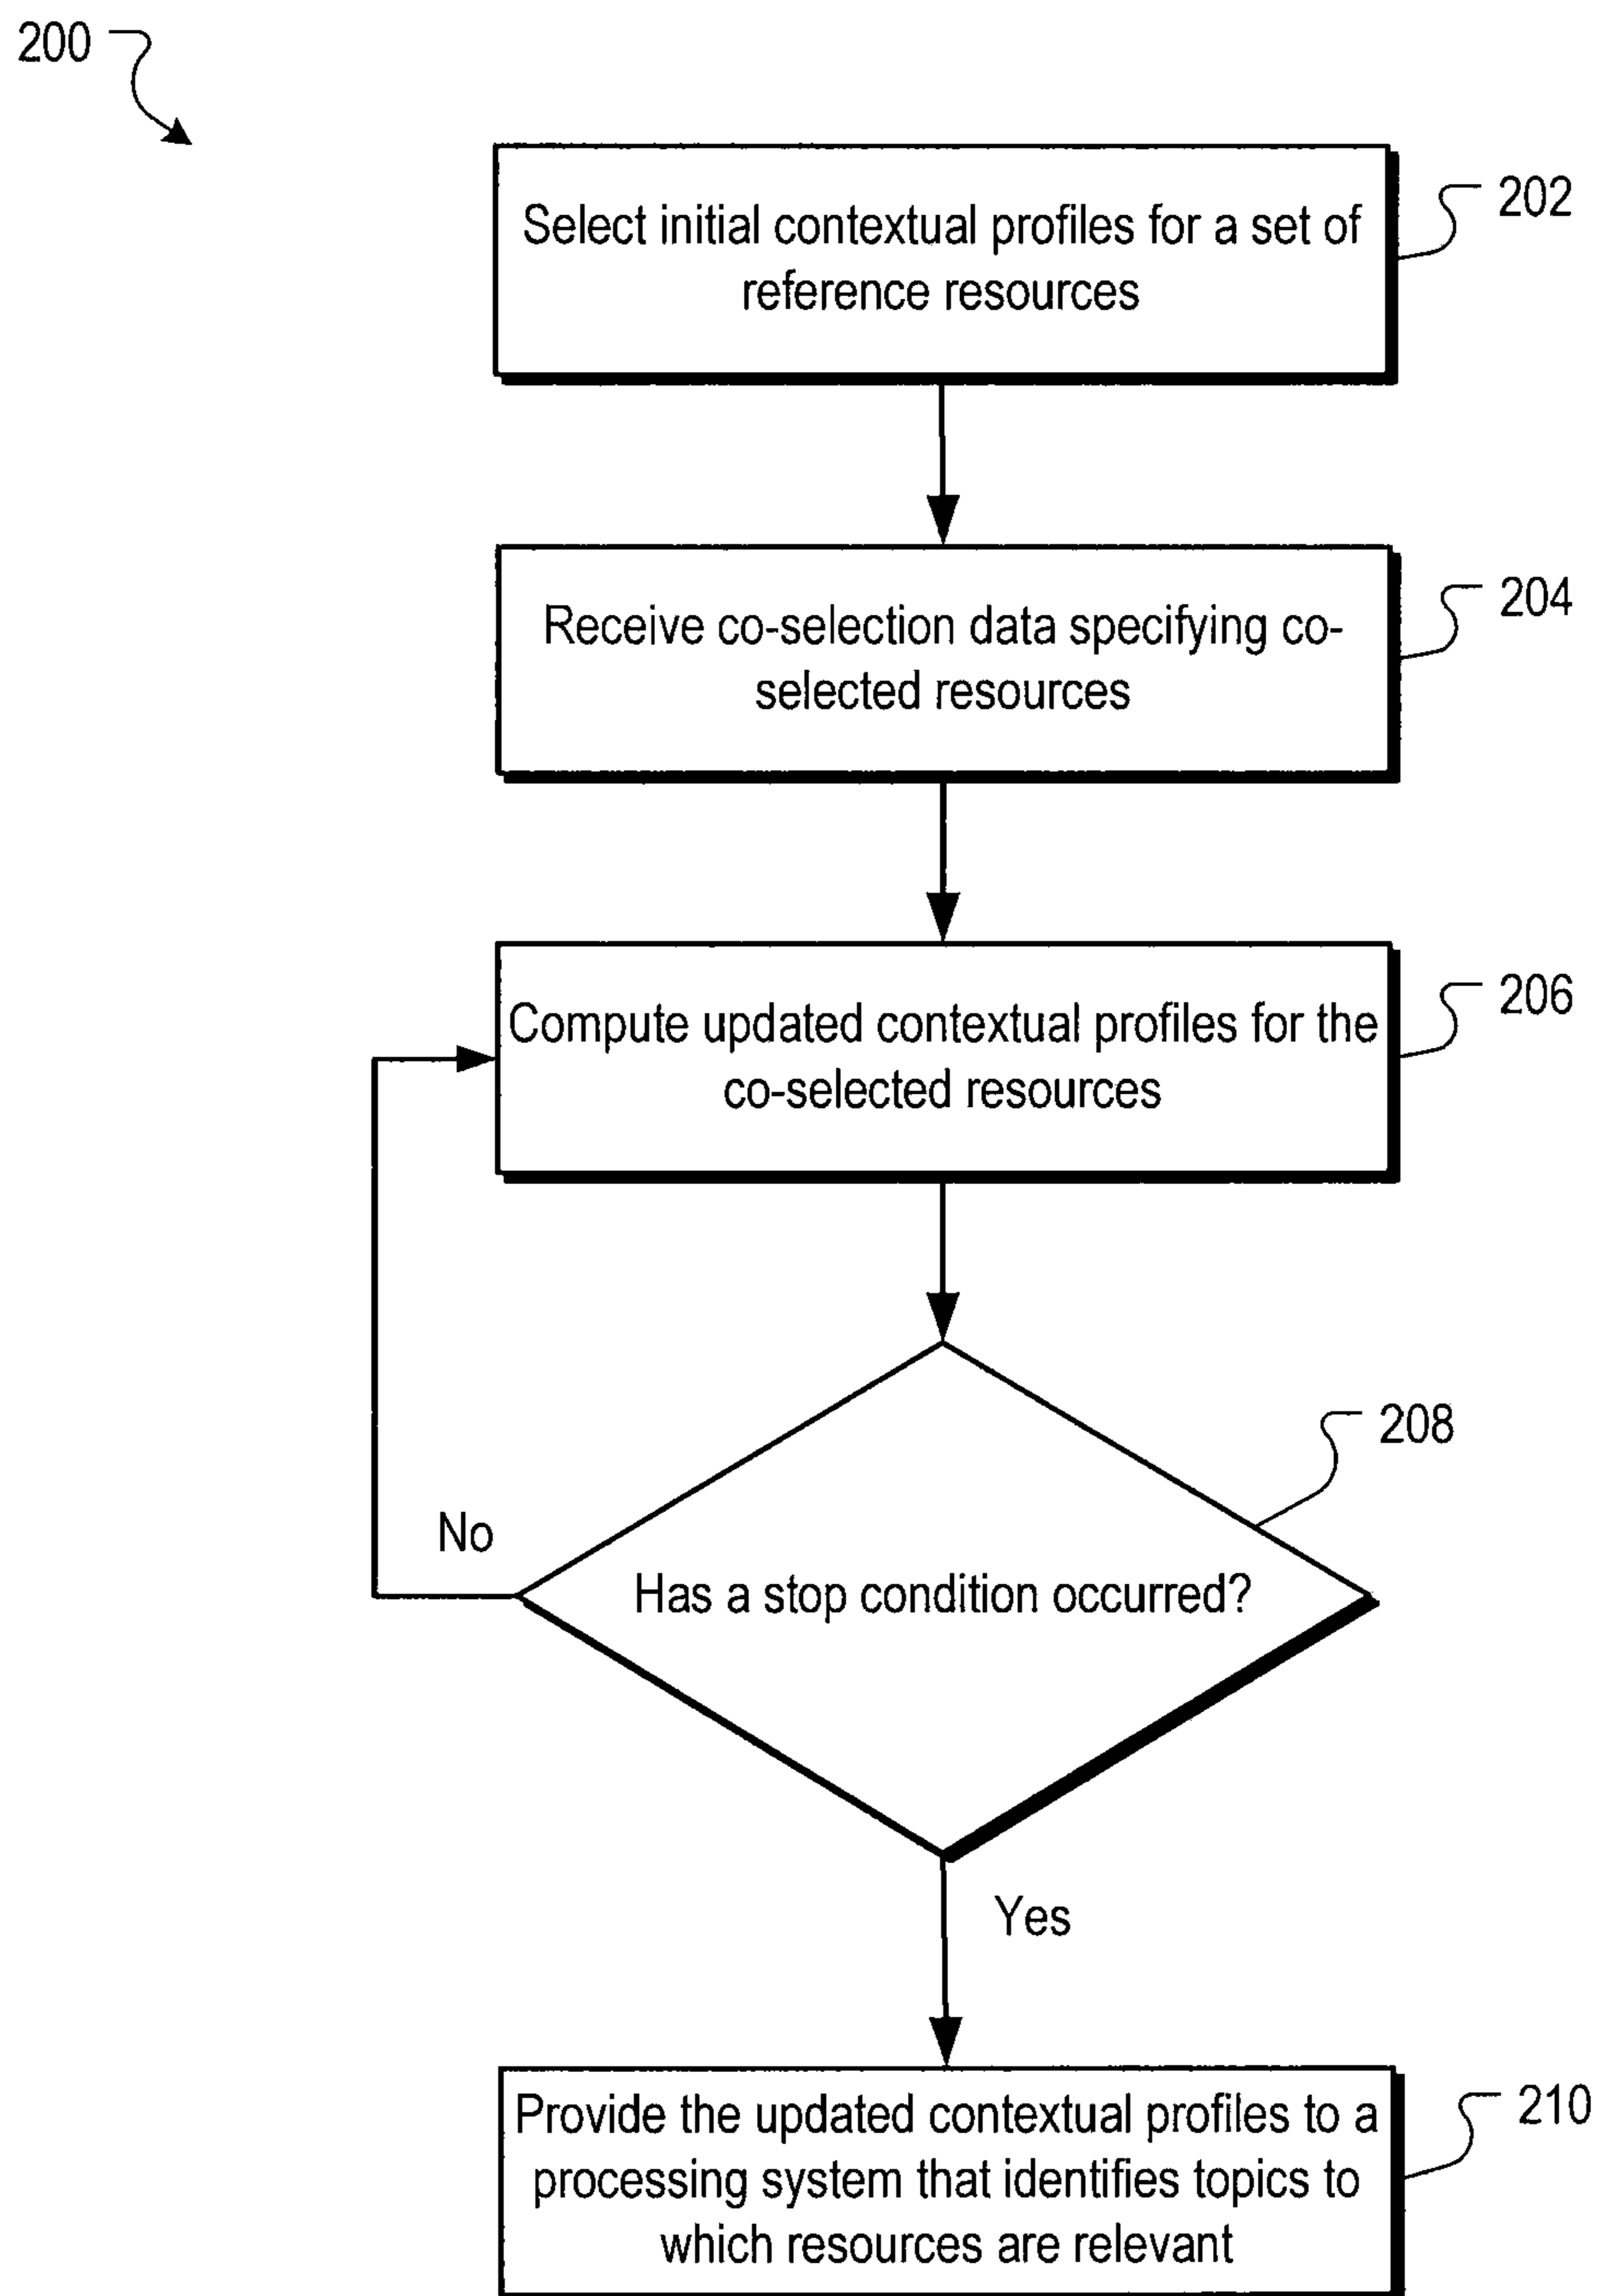 200
Select initial contextual profiles for a set of
reference resources
202
Receive co-selection data specifying co-
selected resources
204
Compute updated contextual profiles for the
co-selected resources
206
Has a stop condition occurred?
208
No
Yes
Provide the updated contextual profiles to a
processing system that identifies topics to
which resources are relevant
210